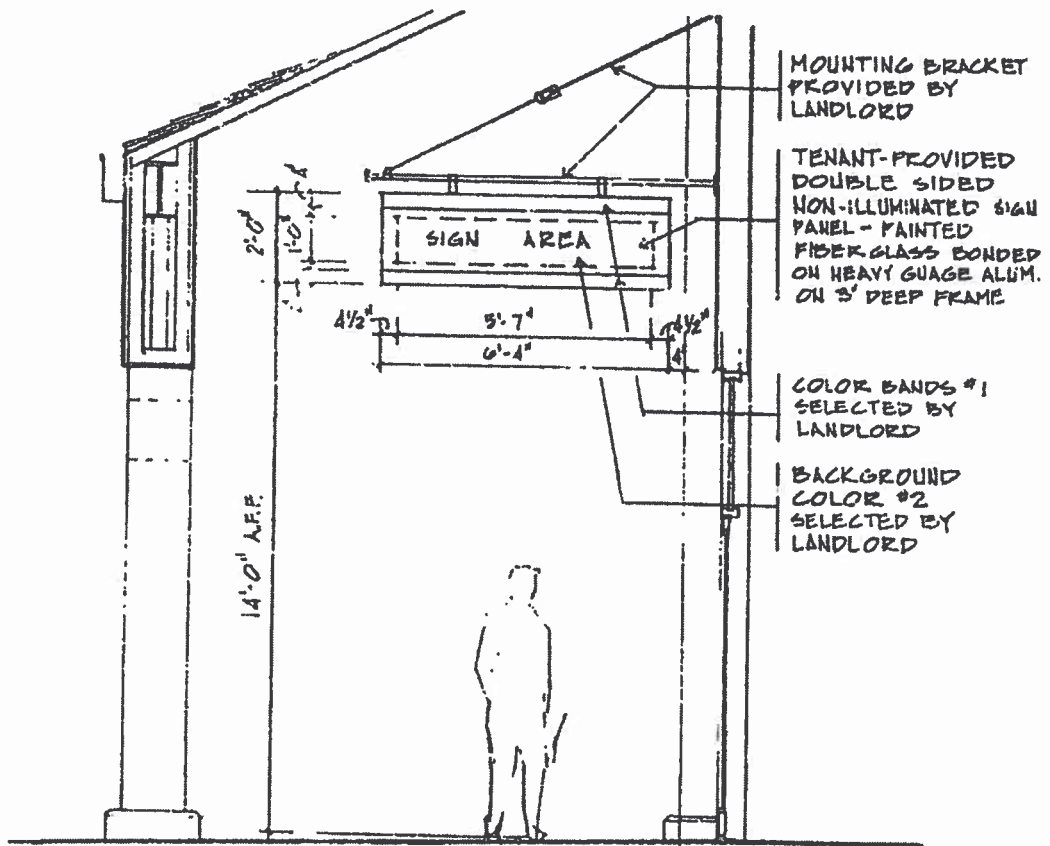 MOUNTING BRACKET
PROVIDED BY
LANDLORD
TENANT-PROVIDED
DOUBLE SIDED
NON-ILLUMINATED SIGN
PANEL - PAINTED
FIBERGLASS BONDED
ON HEAVY GUAGE ALUM.
ON 3" DEEP FRAME
SIGN AREA
2'-0"
1'-0"
4½"
5'-7"
4½"
6'-4"
4"
COLOR BANDS #1
SELECTED BY
LANDLORD
BACKGROUND
COLOR #2
SELECTED BY
LANDLORD
14'-0" A.F.F.